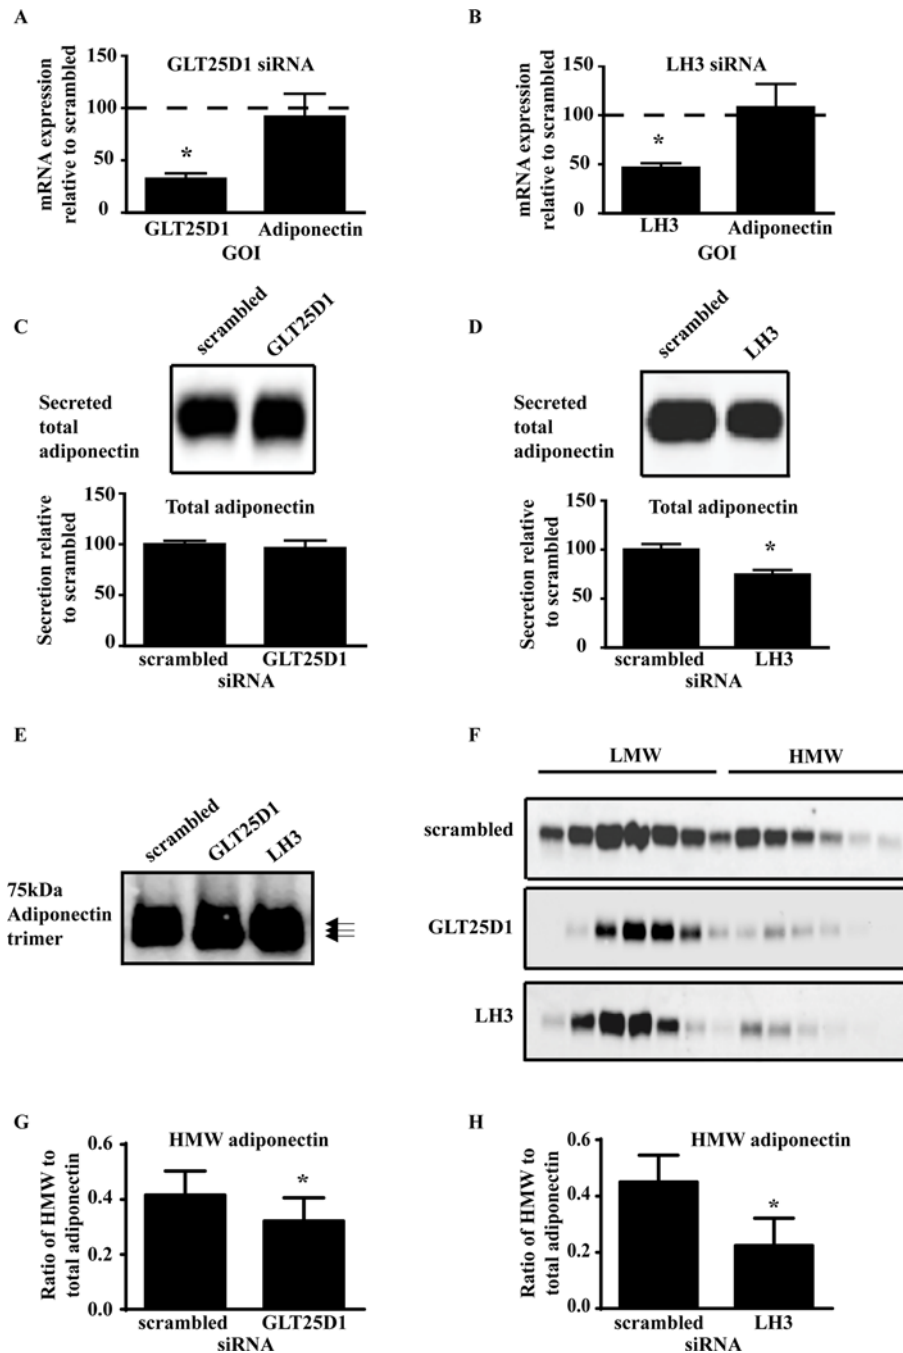 A
GLT25D1 siRNA
mRNA expression
relative to scrambled
150
100
50
0
*
GLT25D1 Adiponectin
GOI
B
LH3 siRNA
mRNA expression
relative to scrambled
150
100
50
0
*
LH3 Adiponectin
GOI
C
scrambled
GLT25D1
Secreted
total
adiponectin
Total adiponectin
Secretion relative
to scrambled
150
100
50
0
scrambled GLT25D1
siRNA
D
scrambled
LH3
Secreted
total
adiponectin
Total adiponectin
Secretion relative
to scrambled
150
100
50
0
*
scrambled LH3
siRNA
E
scrambled
GLT25D1
LH3
75kDa
Adiponectin
trimer
F
LMW HMW
scrambled
GLT25D1
LH3
G
HMW adiponectin
Ratio of HMW to
total adiponectin
0.6
0.4
0.2
0.0
*
scrambled GLT25D1
siRNA
H
HMW adiponectin
Ratio of HMW to
total adiponectin
0.6
0.4
0.2
0.0
*
scrambled LH3
siRNA